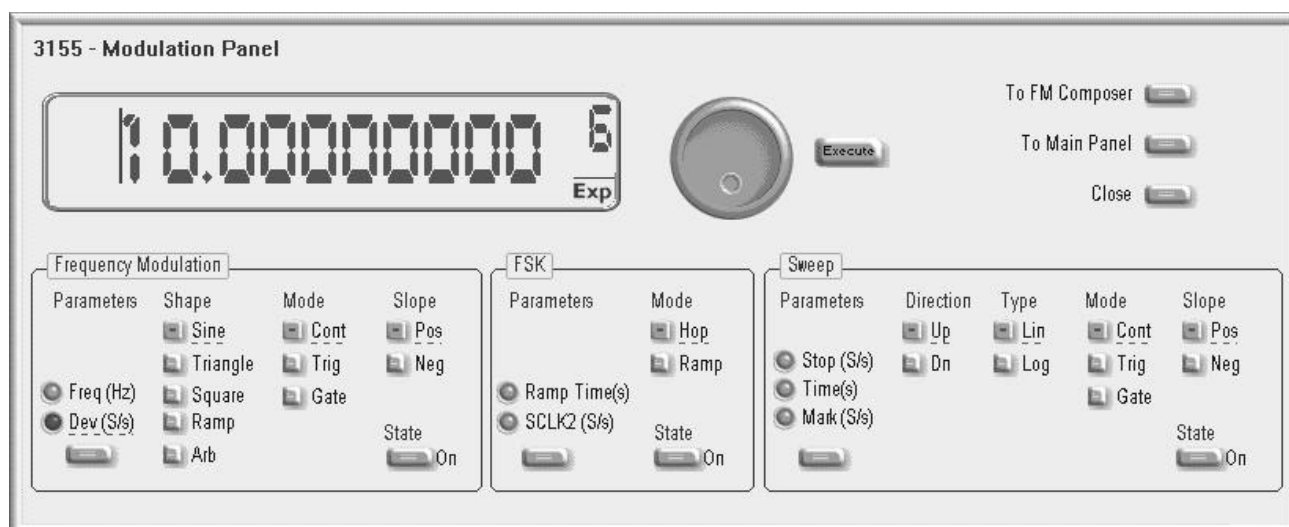 3155 - Modulation Panel
To FM Composer
10.00000000 6
Execute
To Main Panel
Exp
Close
Frequency Modulation
Parameters Shape Mode Slope
Sine Cont Pos
Triangle Trig Neg
Freq (Hz) Square Gate
Dev (S/s) Ramp
State
Arb On
FSK
Parameters Mode
Hop
Ramp
Ramp Time(s)
SCLK2 (S/s)
State
On
Sweep
Parameters Direction Type Mode Slope
Up Lin Cont Pos
Stop (S/s) Dn Log Trig Neg
Time(s) Gate
Mark (S/s)
State
On